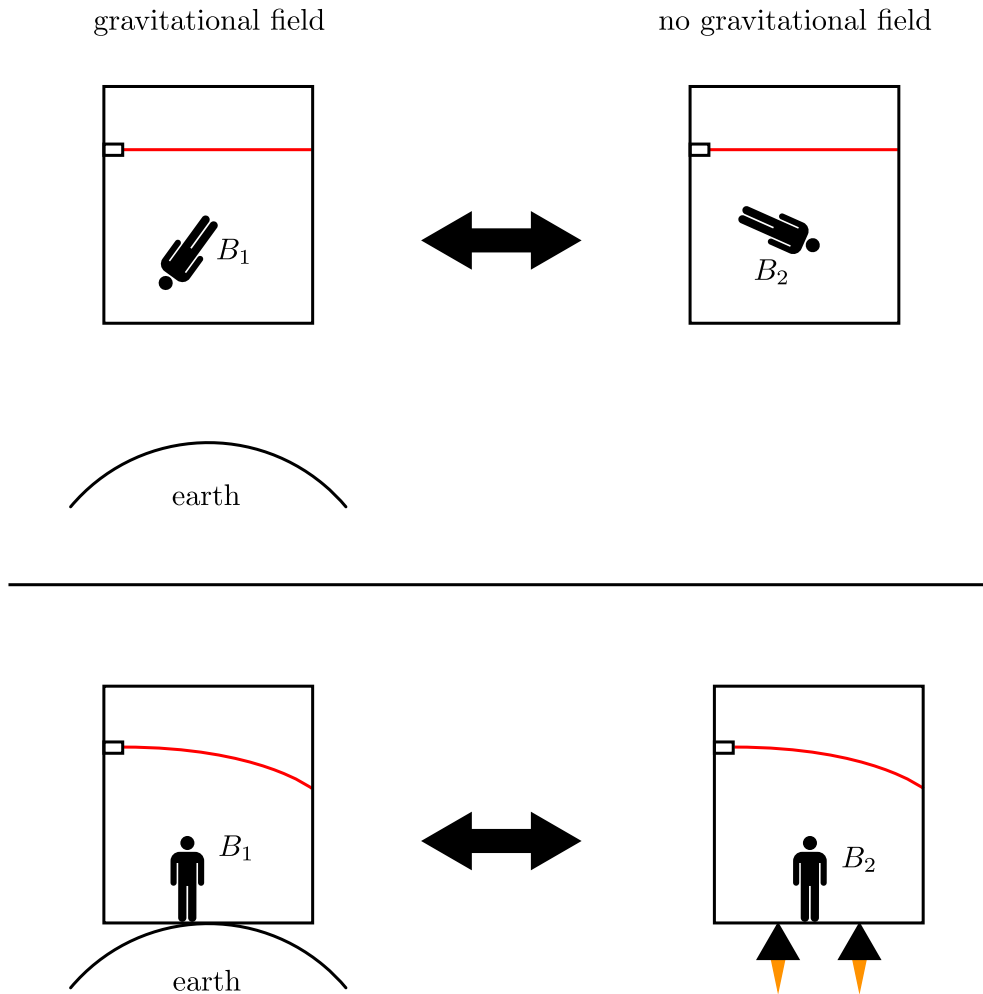 gravitational field
no gravitational field
B₁
B₂
earth
B₁
B₂
earth